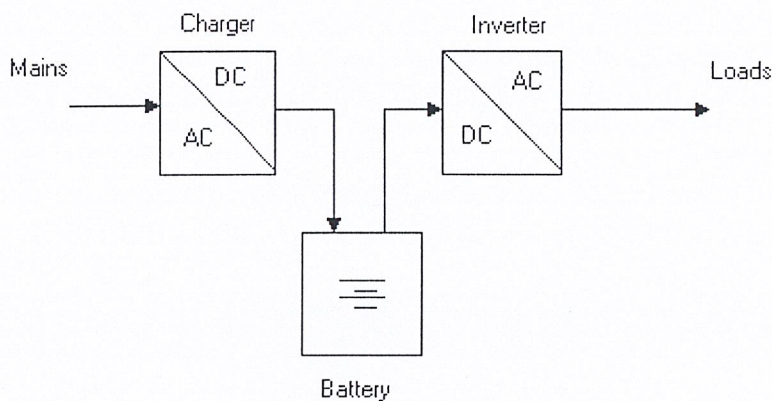 Charger
Inverter
Mains
DC
AC
AC
DC
Loads
Battery